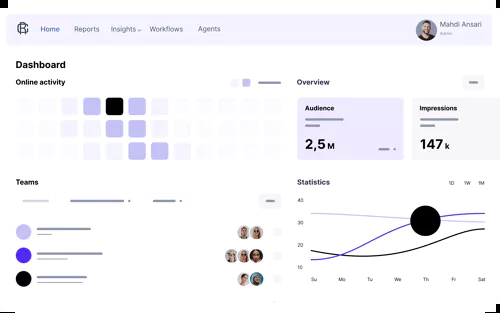 Home Reports Insights Workflows Agents
Mahdi Ansari
Admin
Dashboard
Online activity
Overview
Audience
2,5 M
Impressions
147 k
Teams
Statistics
1D 1W 1M
40
30
20
10
Su Mo Tu We Th Fr Sat